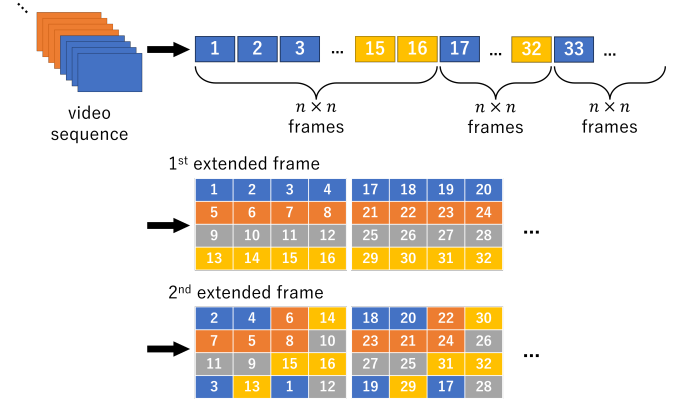 1 2 3 ... 15 16 17 ... 32 33 ...
video
sequence
n × n n × n n × n
frames frames frames
1st extended frame
1 2 3 4 17 18 19 20
5 6 7 8 21 22 23 24
9 10 11 12 25 26 27 28 ...
13 14 15 16 29 30 31 32
2nd extended frame
2 4 6 14 18 20 22 30
7 5 8 10 23 21 24 26
11 9 15 16 27 25 31 32 ...
3 13 1 12 19 29 17 28